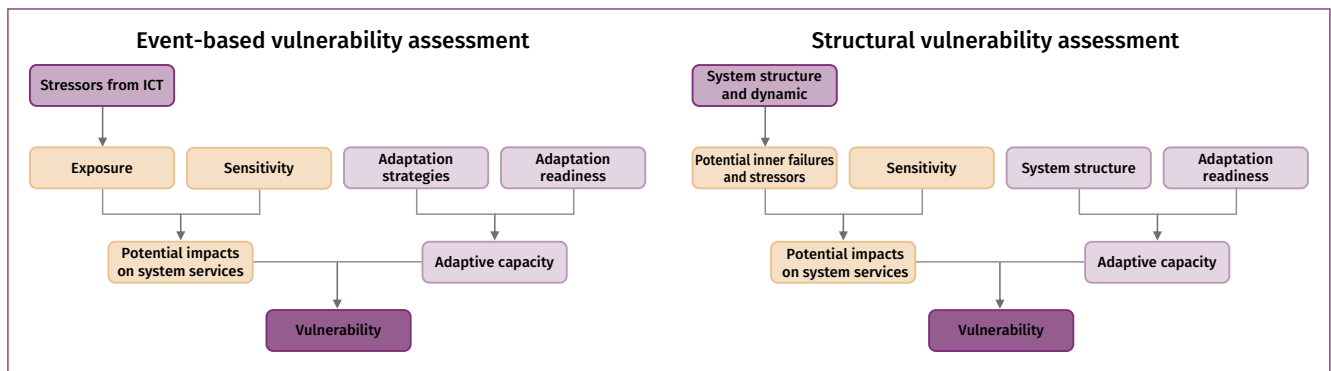 Event-based vulnerability assessment
Stressors from ICT
Exposure
Sensitivity
Adaptation
strategies
Adaptation
readiness
Potential impacts
on system services
Adaptive capacity
Vulnerability
Structural vulnerability assessment
System structure
and dynamic
Potential inner failures
and stressors
Sensitivity
System structure
Adaptation
readiness
Potential impacts
on system services
Adaptive capacity
Vulnerability